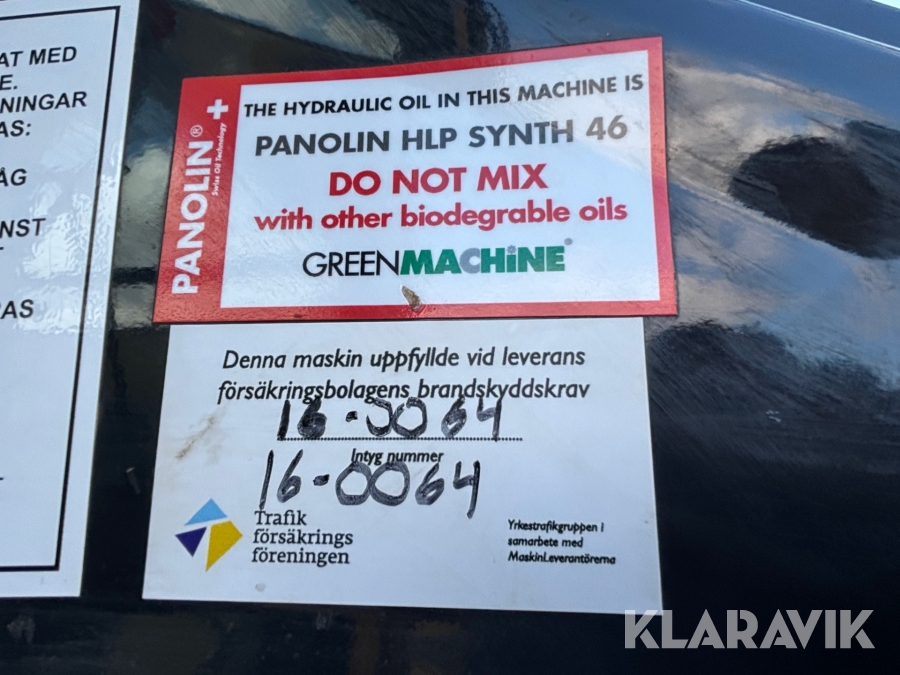 AT MED
E.
NINGAR
AS:
ÅG
NST
T
AS
PANOLIN®
Swiss Oil Technology
THE HYDRAULIC OIL IN THIS MACHINE IS
PANOLIN HLP SYNTH 46
DO NOT MIX
with other biodegrable oils
GREENMACHINE®
Denna maskin uppfyllde vid leverans
försäkringsbolagens brandskyddskrav
16-0064
Intyg nummer
16-0064
Trafik
försäkrings
föreningen
Yrkestrafikgruppen i
samarbete med
MaskinLeverantörerna
KLARAVIK